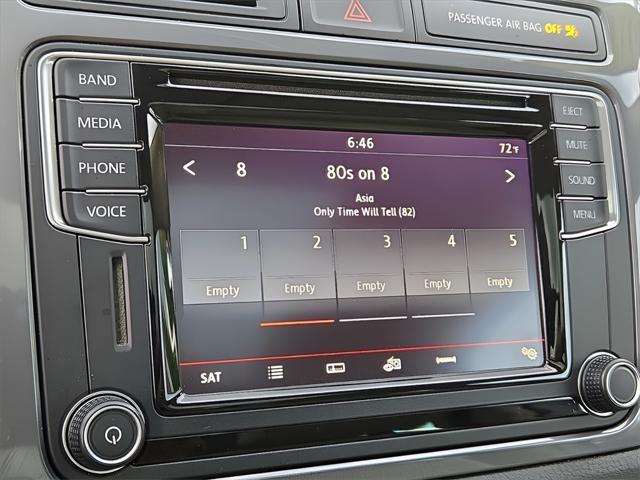 PASSENGER AIR BAG OFF
BAND
MEDIA
PHONE
VOICE
EJECT
MUTE
SOUND
MENU
6:46
72°F
< 8 80s on 8 >
Asia
Only Time Will Tell (82)
1 2 3 4 5
Empty Empty Empty Empty Empty
SAT